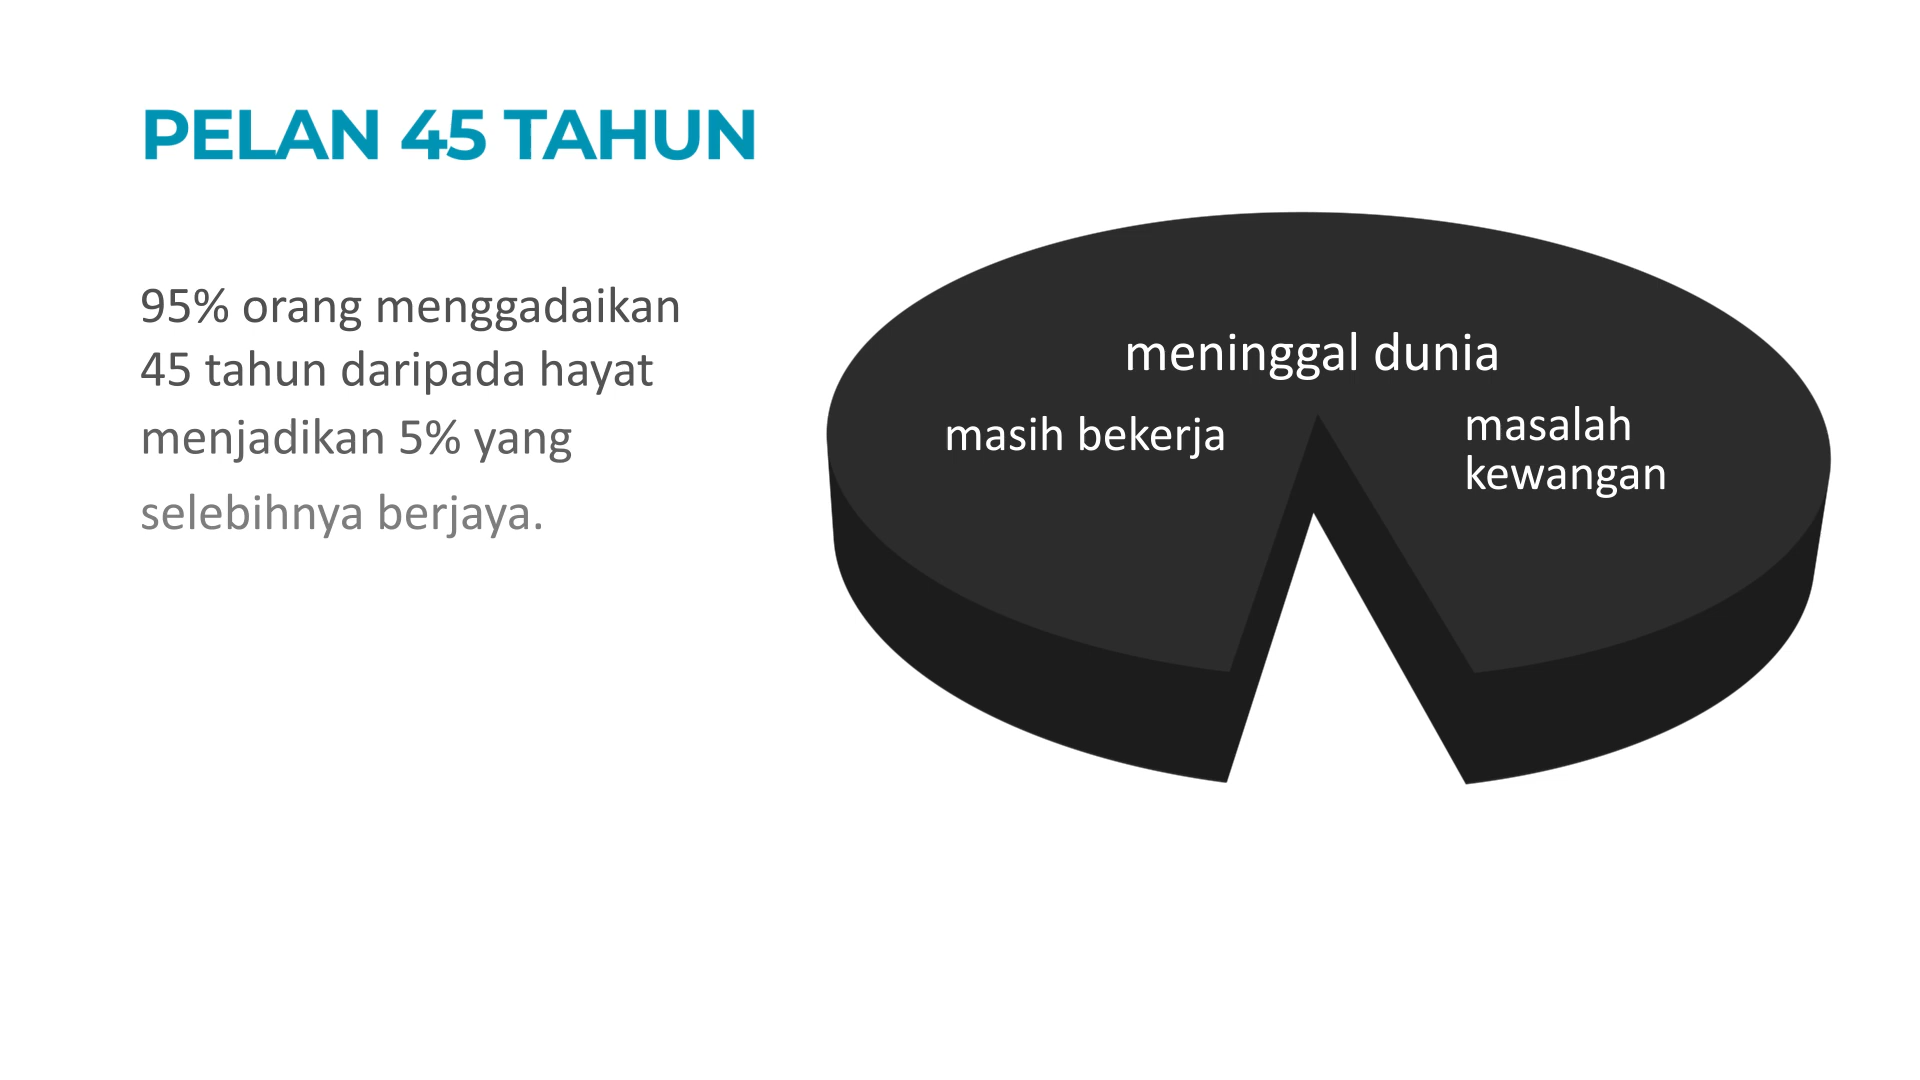 PELAN 45 TAHUN
95% orang menggadaikan
45 tahun daripada hayat
menjadikan 5% yang
selebihnya berjaya.
meninggal dunia
masih bekerja
masalah
kewangan